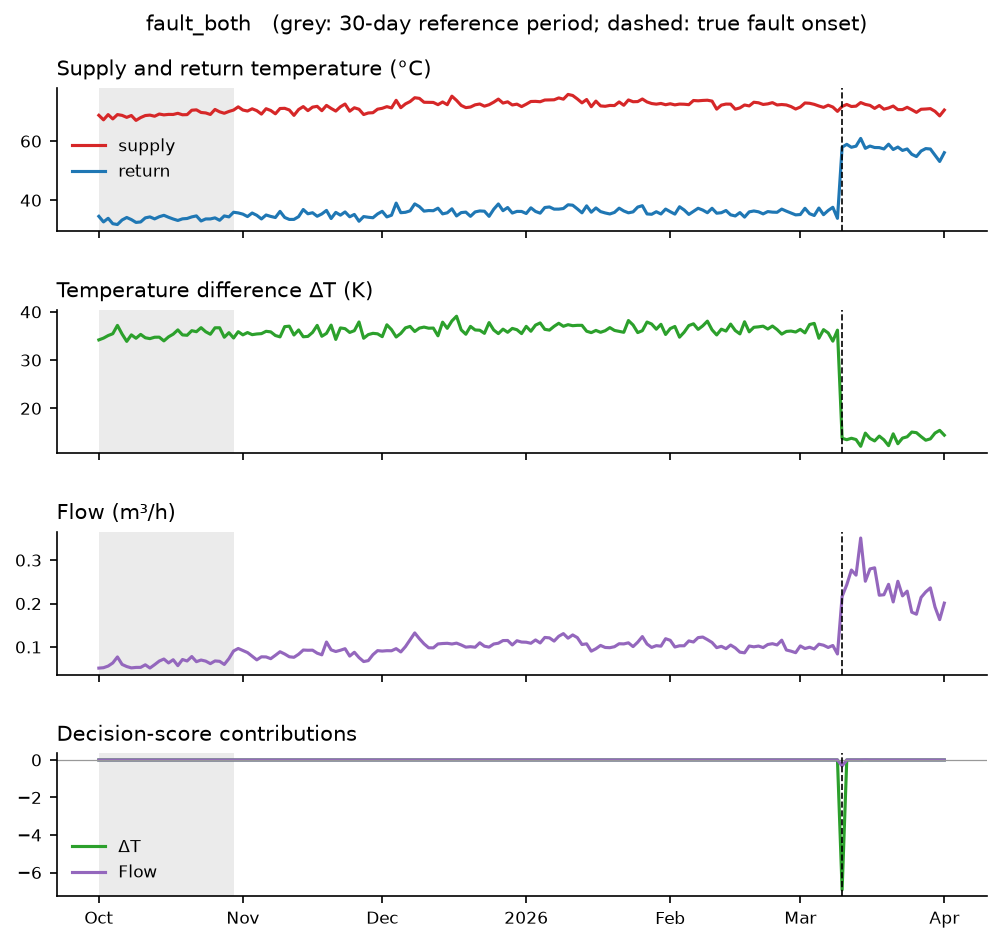 fault_both   (grey: 30-day reference period; dashed: true fault onset)
Supply and return temperature (°C)
60
40
supply
return
Temperature difference ΔT (K)
40
30
20
Flow (m³/h)
0.3
0.2
0.1
Decision-score contributions
0
−2
−4
−6
ΔT
Flow
Oct Nov Dec 2026 Feb Mar Apr